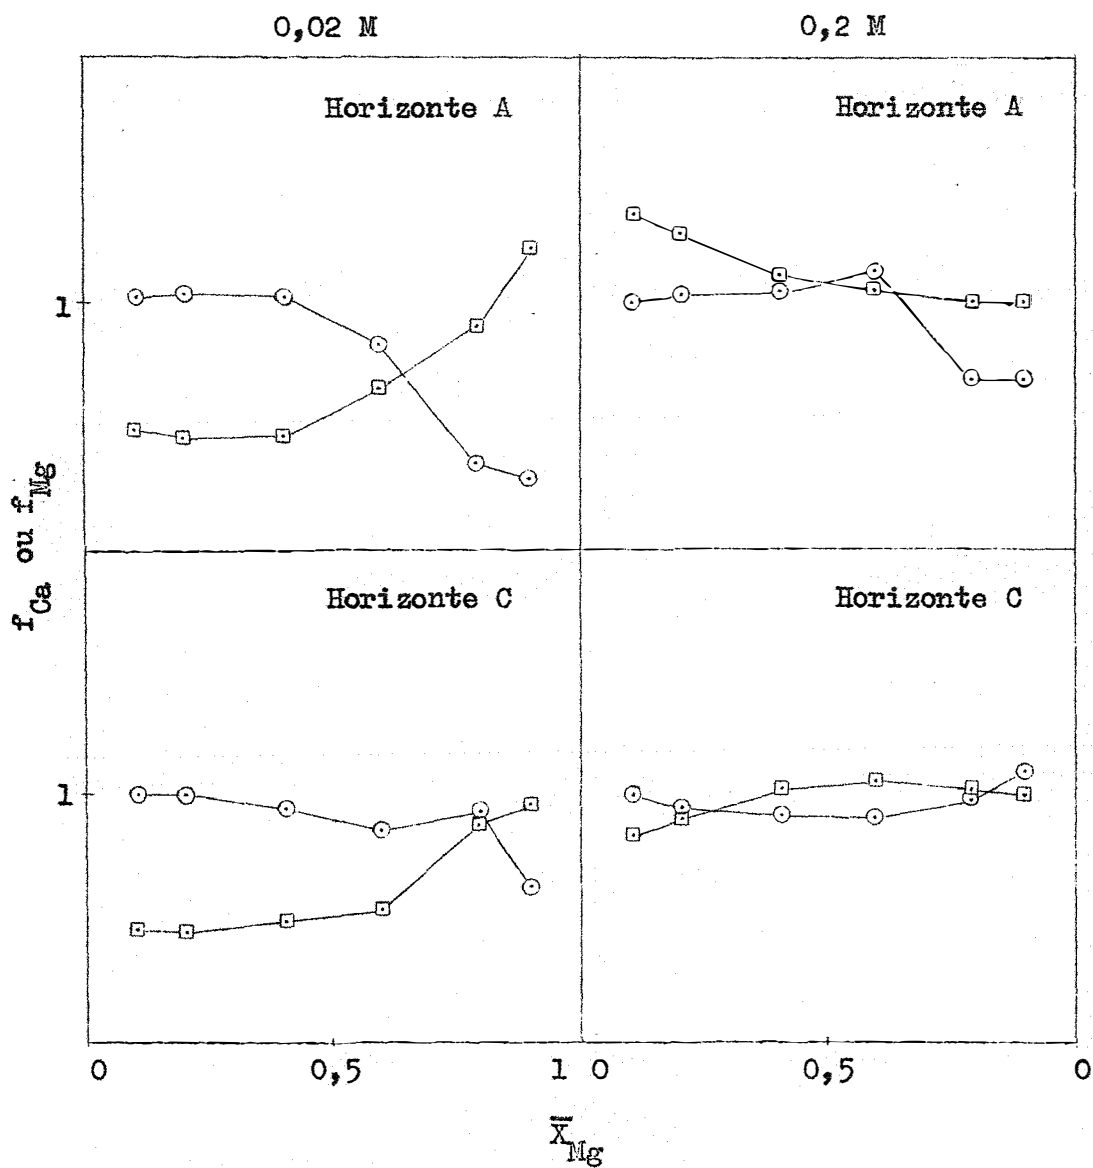 0,02 M 0,2 M
Horizonte A Horizonte A
1
f_Ca ou f_Mg
Horizonte C Horizonte C
1
0 0,5 1 0 0,5 0
X̅_Mg